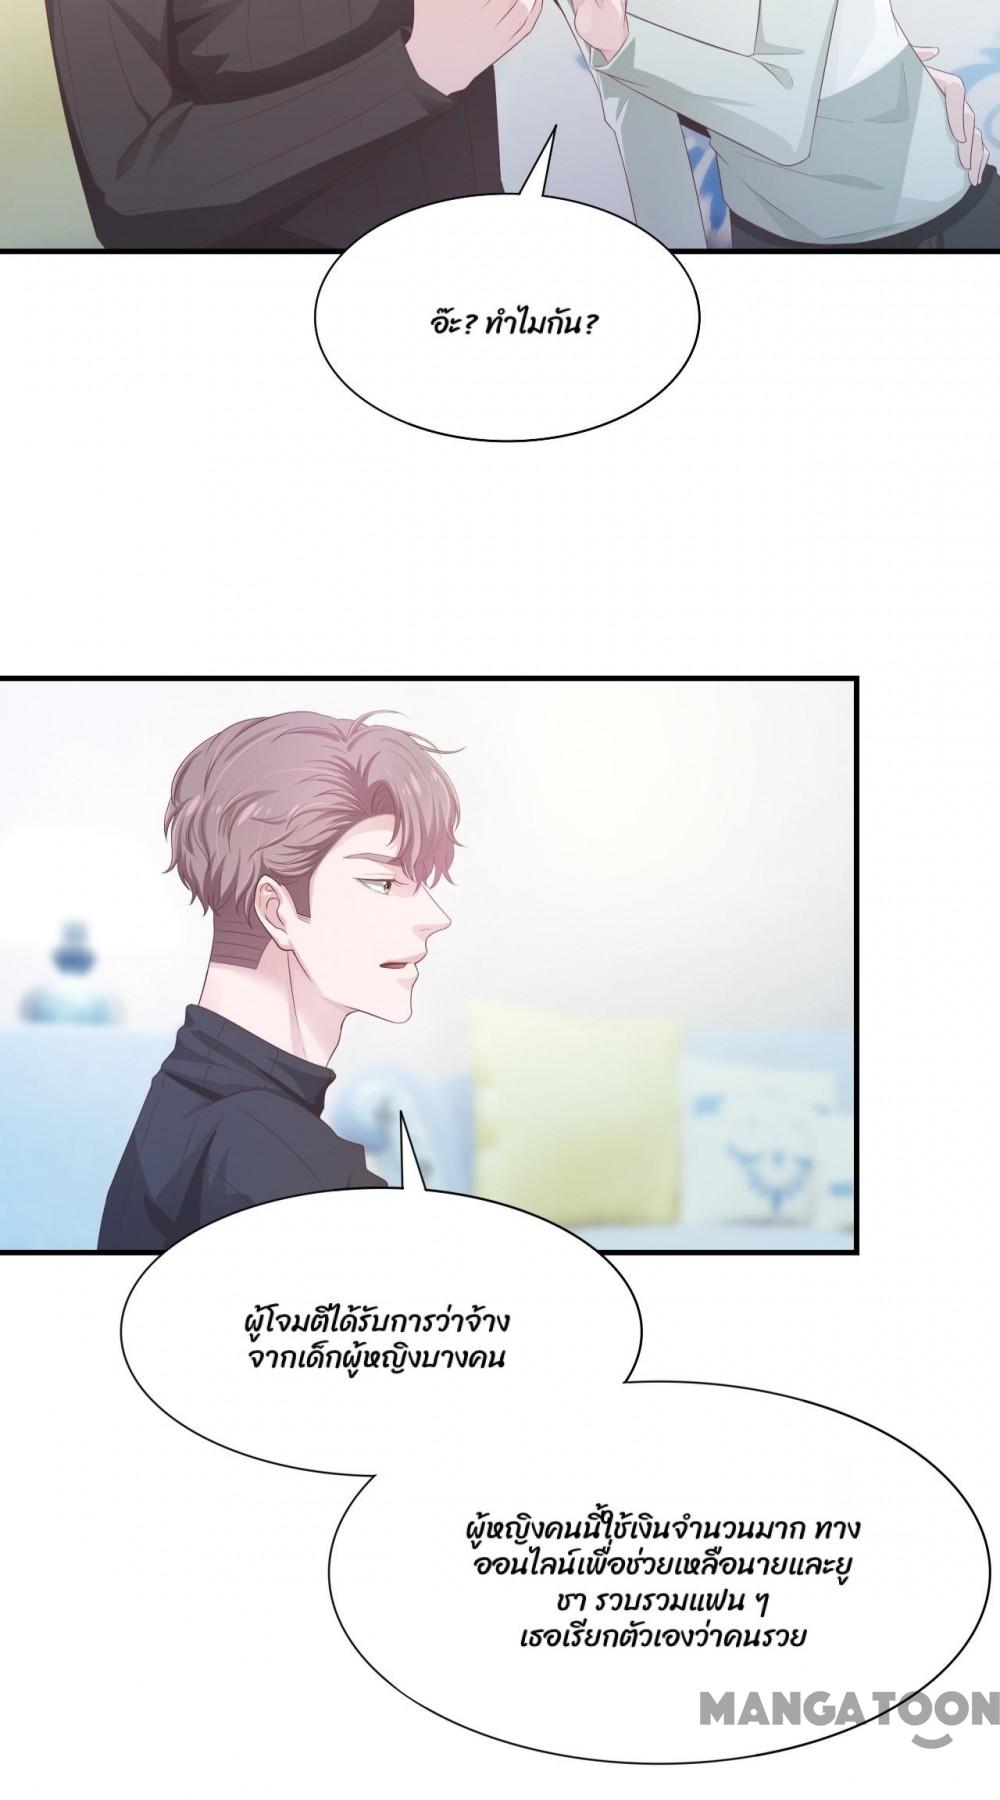 อ๊ะ? ทำไมกัน?
ผู้โจมตีได้รับการว่าจ้าง
จากเด็กผู้หญิงบางคน
ผู้หญิงคนนี้ใช้เงินจำนวนมาก ทาง
ออนไลน์เพื่อช่วยเหลือนายและยู
ชา รวบรวมแฟน ๆ
เธอเรียกตัวเองว่าคนรวย
MANGATOON